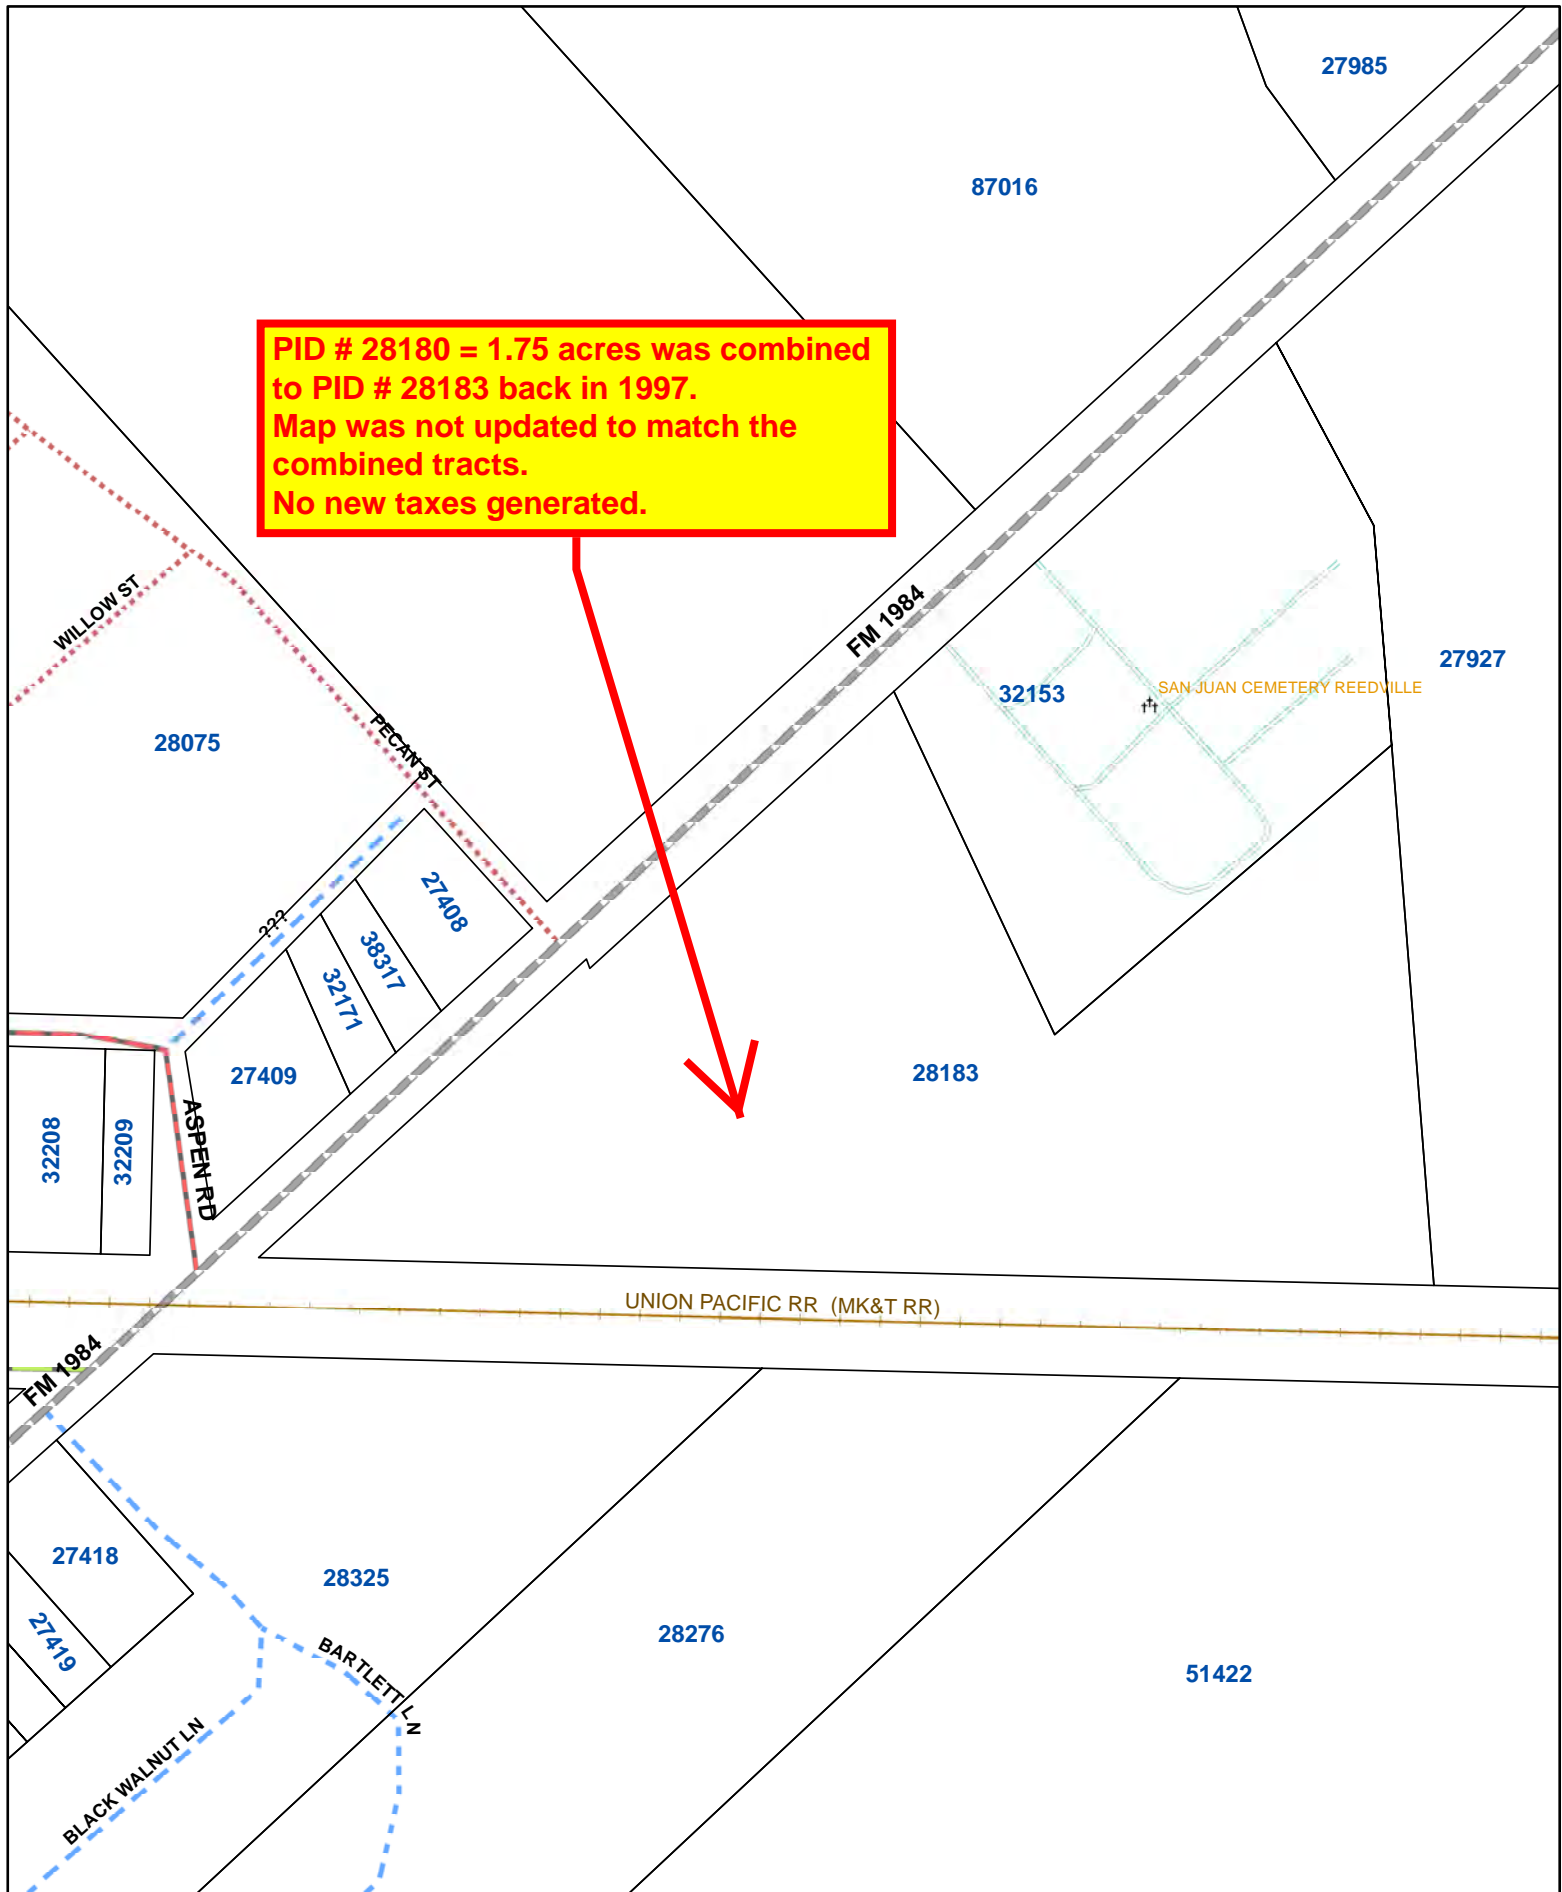 27985
87016
PID # 28180 = 1.75 acres was combined
to PID # 28183 back in 1997.
Map was not updated to match the
combined tracts.
No new taxes generated.
WILLOW ST
FM 1984
27927
32153
SAN JUAN CEMETERY REEDVILLE
28075
PECAN ST
27408
???
38317
32171
27409
28183
32208
32209
ASPEN RD
UNION PACIFIC RR (MK&T RR)
FM 1984
27418
28325
27419
28276
BARTLETT LN
51422
BLACK WALNUT LN